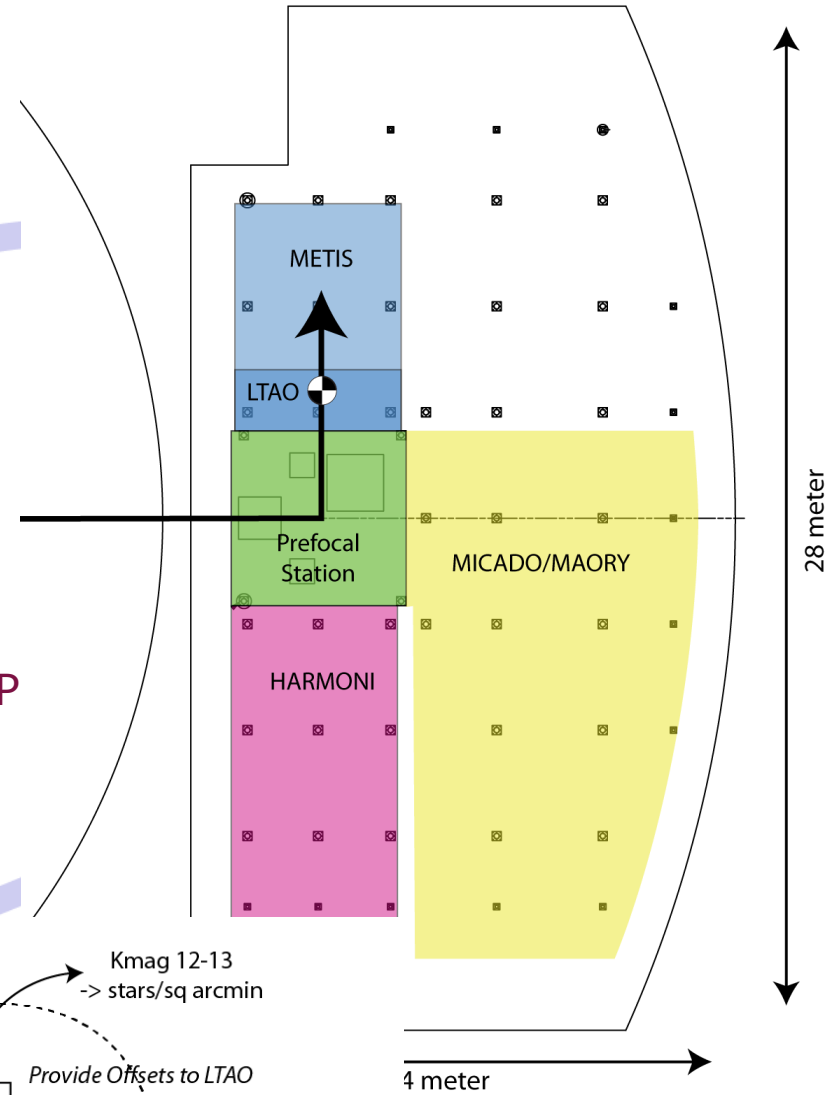 METIS
LTAO
Prefocal
Station
MICADO/MAORY
HARMONI
28 meter
P
Kmag 12-13
-> stars/sq arcmin
Provide Offsets to LTAO
4 meter